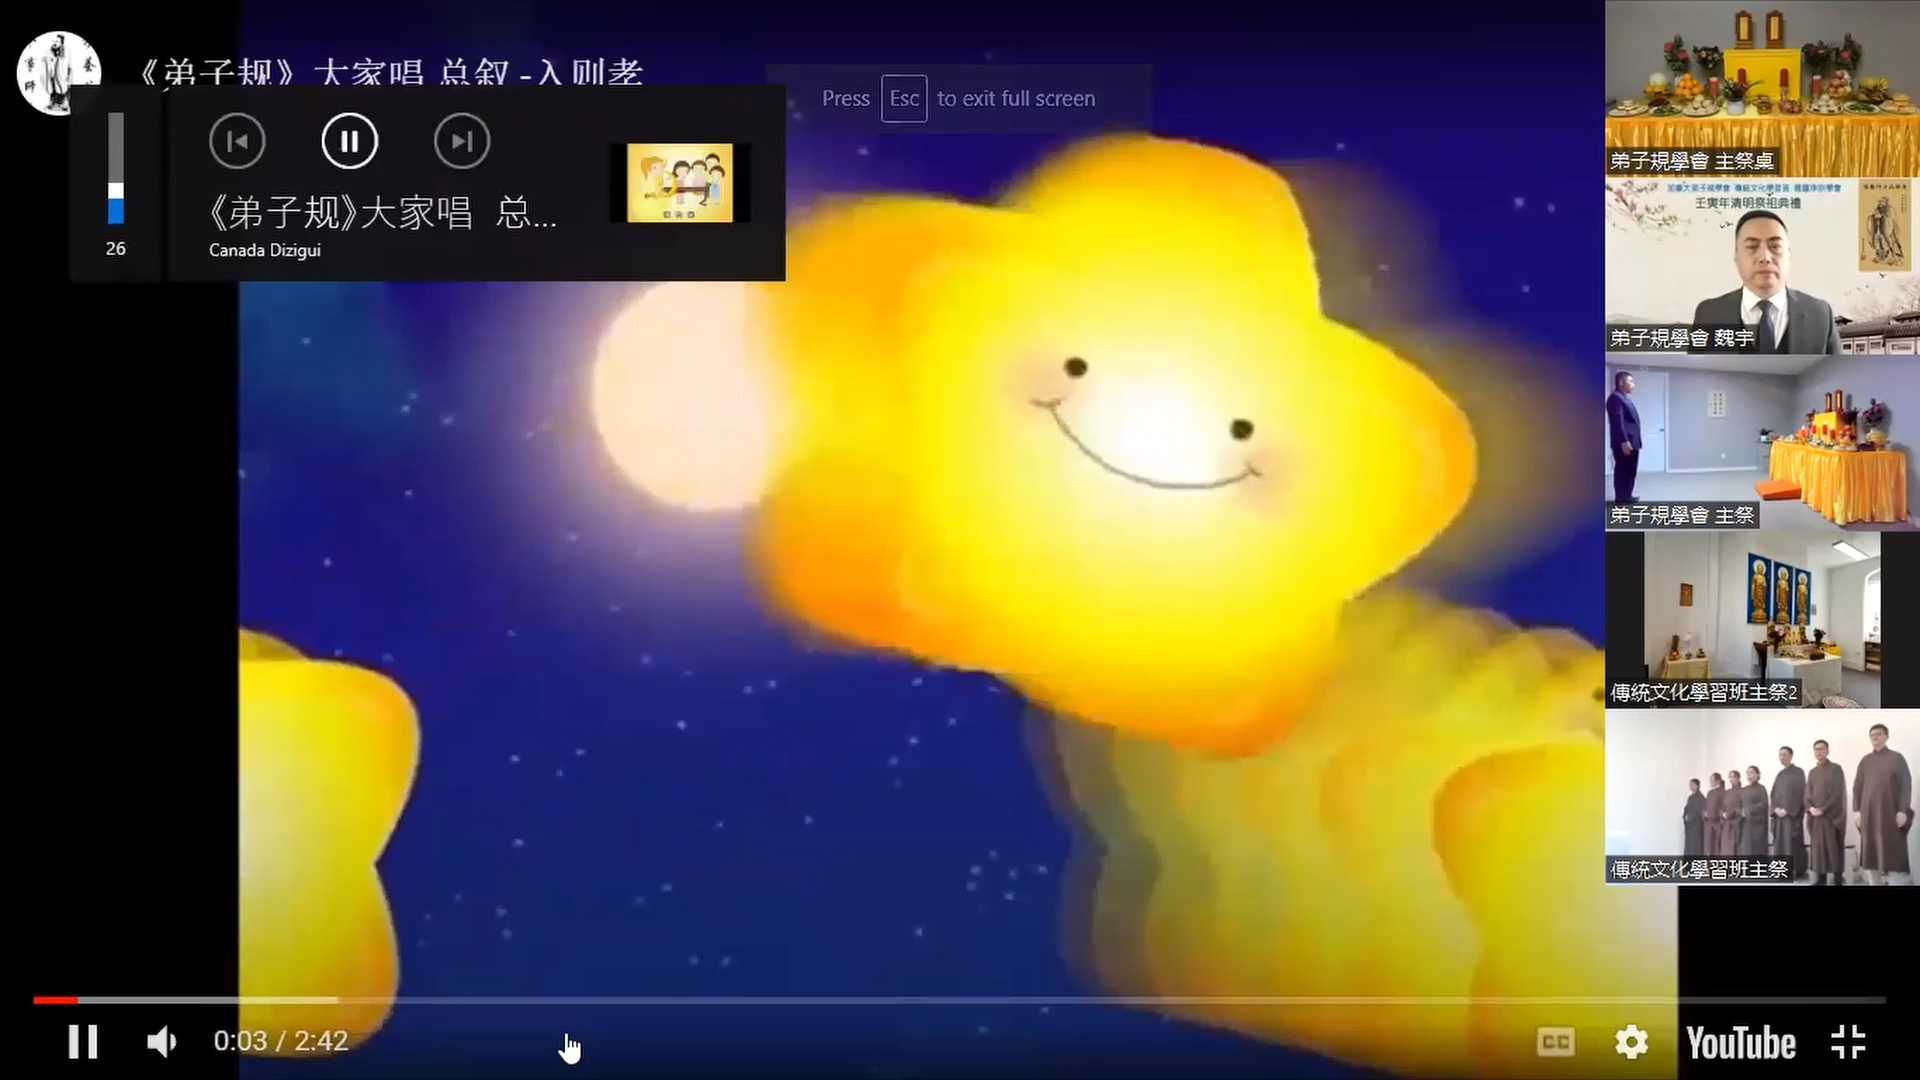 《弟子规》大家唱 总叙 -入则孝
Press Esc to exit full screen
26
《弟子规》大家唱 总...
Canada Dizigui
弟子規學會 主祭桌
壬寅年清明祭祖典禮
弟子規學會 魏宇
弟子規學會 主祭
傳統文化學習班主祭2
傳統文化學習班主祭
0:03 / 2:42
CC
YouTube